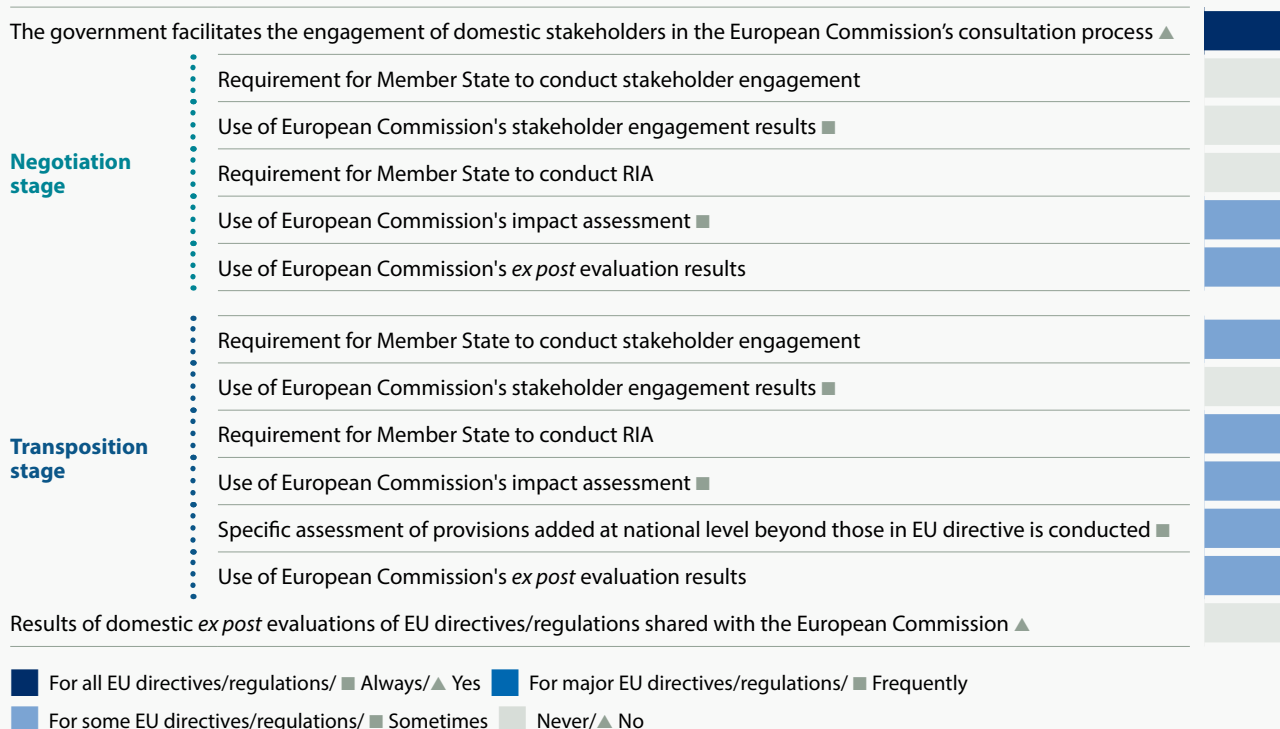 The government facilitates the engagement of domestic stakeholders in the European Commission’s consultation process ▲
Requirement for Member State to conduct stakeholder engagement
Use of European Commission's stakeholder engagement results ■
Negotiation
stage
Requirement for Member State to conduct RIA
Use of European Commission's impact assessment ■
Use of European Commission's ex post evaluation results
Requirement for Member State to conduct stakeholder engagement
Use of European Commission's stakeholder engagement results ■
Transposition
stage
Requirement for Member State to conduct RIA
Use of European Commission's impact assessment ■
Specific assessment of provisions added at national level beyond those in EU directive is conducted ■
Use of European Commission's ex post evaluation results
Results of domestic ex post evaluations of EU directives/regulations shared with the European Commission ▲
For all EU directives/regulations/ ■ Always/▲ Yes For major EU directives/regulations/ ■ Frequently
For some EU directives/regulations/ ■ Sometimes Never/▲ No